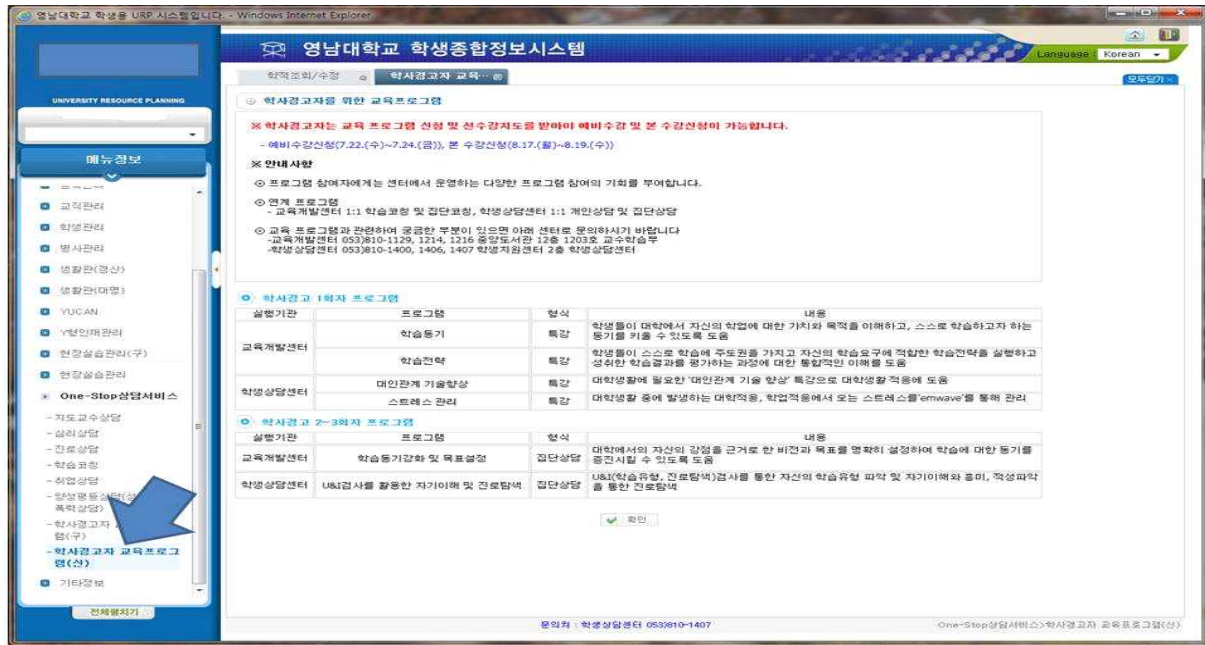 영남대학교 학생용 URP 시스템입니다. - Windows Internet Explorer
영남대학교 학생종합정보시스템
Language : Korean
학적조회/수정
학사경고자 교육…
모두닫기
UNIVERSITY RESOURCE PLANNING
메뉴정보
교직관리
학생관리
병사관리
생활관(경산)
생활관(대명)
YUCAN
Y형인재관리
현장실습관리(구)
현장실습관리
One-Stop상담서비스
-지도교수상담
-심리상담
-진로상담
-학습코칭
-취업상담
-양성평등상담(성
폭력상담)
-학사경고자
램(구)
-학사경고자 교육프로그
램(신)
기타정보
전체펼치기
학사경고자를 위한 교육프로그램
※ 학사경고자는 교육 프로그램 신청 및 선수강지도를 받아야 예비수강 및 본 수강신청이 가능합니다.
- 예비수강신청(7.22.(수)~7.24.(금)), 본 수강신청(8.17.(월)~8.19.(수))
※ 안내사항
⊙ 프로그램 참여자에게는 센터에서 운영하는 다양한 프로그램 참여의 기회를 부여합니다.
⊙ 연계 프로그램
- 교육개발센터 1:1 학습코칭 및 집단코칭, 학생상담센터 1:1 개인상담 및 집단상담
⊙ 교육 프로그램과 관련하여 궁금한 부분이 있으면 아래 센터로 문의하시기 바랍니다
-교육개발센터 053)810-1129, 1214, 1216 중앙도서관 12층 1203호 교수학습부
-학생상담센터 053)810-1400, 1406, 1407 학생지원센터 2층 학생상담센터
학사경고 1회자 프로그램
실행기관 프로그램 형식 내용
교육개발센터 학습동기 특강 학생들이 대학에서 자신의 학업에 대한 가치와 목적을 이해하고, 스스로 학습하고자 하는
동기를 키울 수 있도록 도움
학습전략 특강 학생들이 스스로 학습에 주도권을 가지고 자신의 학습요구에 적합한 학습전략을 실행하고
성취한 학습결과를 평가하는 과정에 대한 통합적인 이해를 도움
학생상담센터 대인관계 기술향상 특강 대학생활에 필요한 '대인관계 기술 향상' 특강으로 대학생활 적응에 도움
스트레스 관리 특강 대학생활 중에 발생하는 대학적응, 학업적응에서 오는 스트레스를'emwave'를 통해 관리
학사경고 2~3회자 프로그램
실행기관 프로그램 형식 내용
교육개발센터 학습동기강화 및 목표설정 집단상담 대학에서의 자신의 강점을 근거로 한 비전과 목표를 명확히 설정하여 학습에 대한 동기를
증진시킬 수 있도록 도움
학생상담센터 U&I검사를 활용한 자기이해 및 진로탐색 집단상담 U&I(학습유형, 진로탐색)검사를 통한 자신의 학습유형 파악 및 자기이해와 흥미, 적성파악
을 통한 진로탐색
확인
문의처 : 학생상담센터 053)810-1407
One-Stop상담서비스>학사경고자 교육프로그램(신)